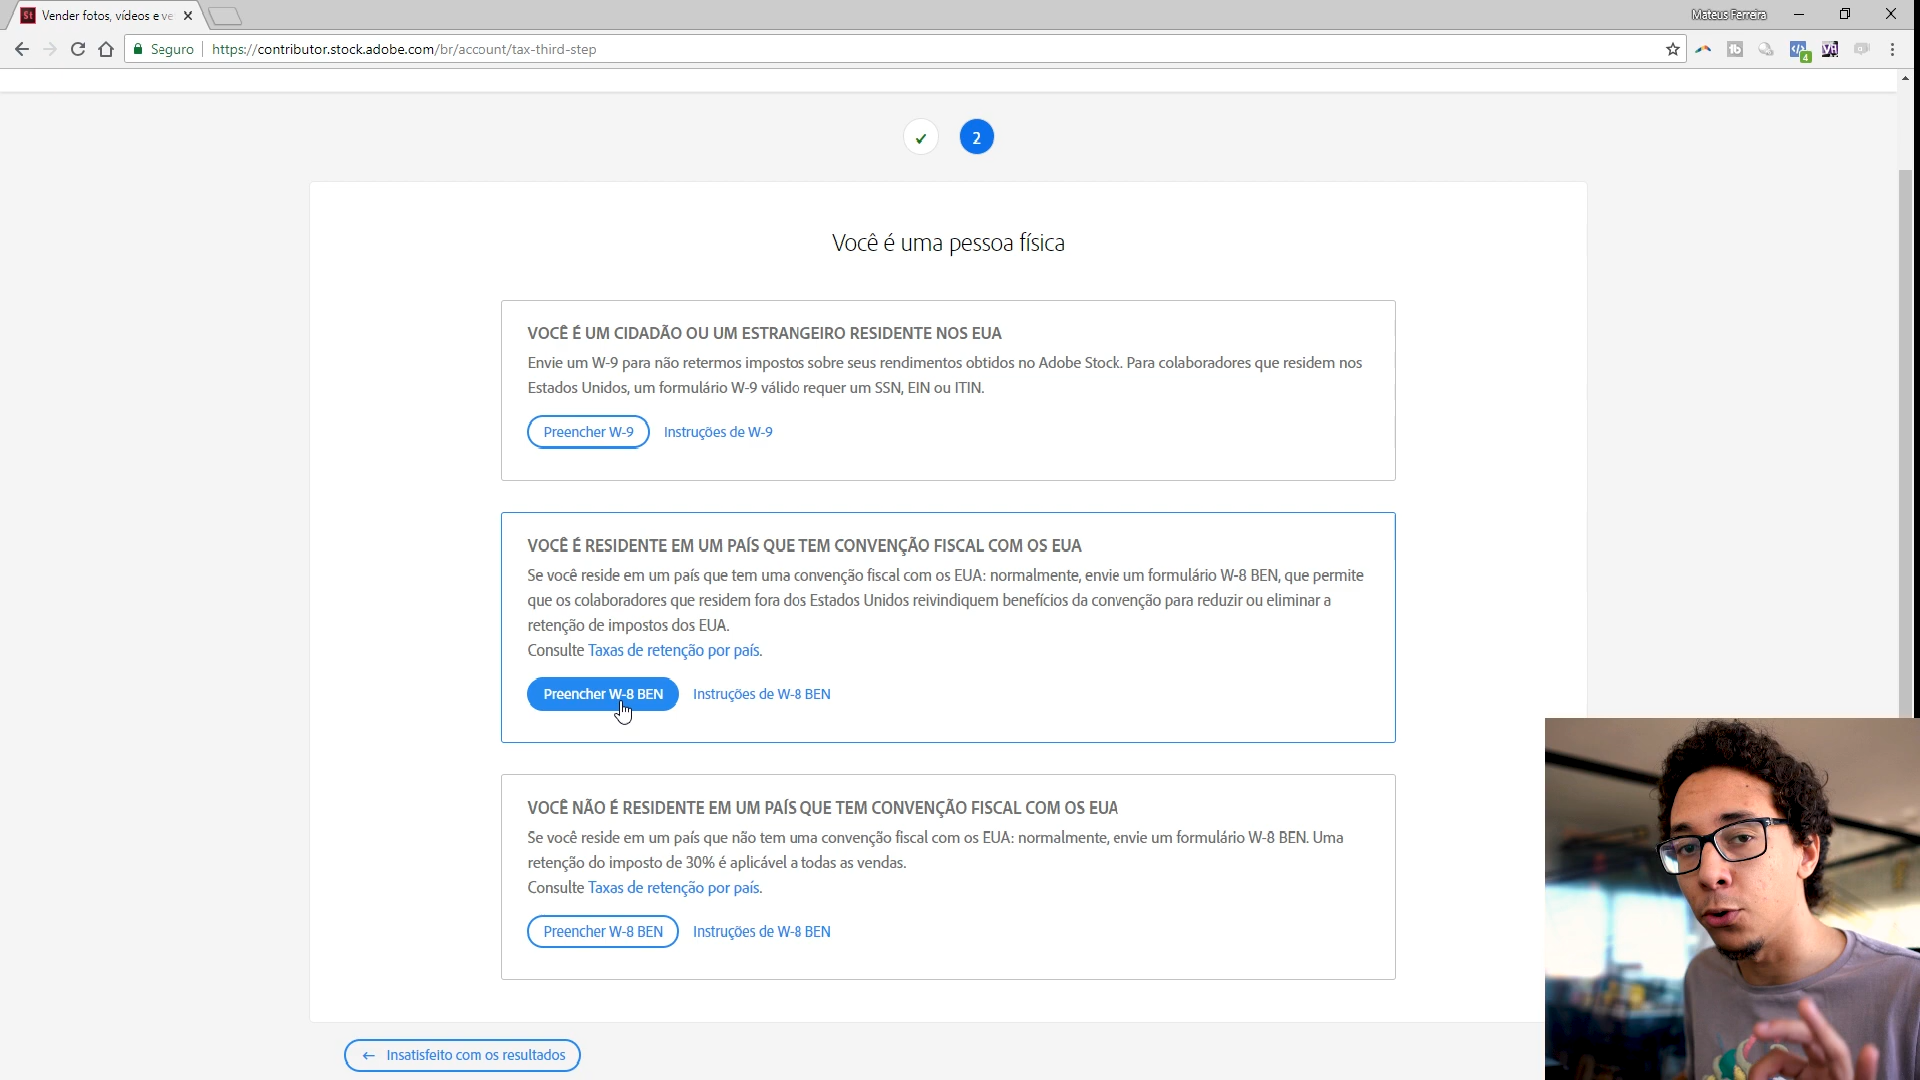 Vender fotos, vídeos e ve
Mateus Ferreira
Seguro
https://contributor.stock.adobe.com/br/account/tax-third-step
4
2
Você é uma pessoa física
VOCÊ É UM CIDADÃO OU UM ESTRANGEIRO RESIDENTE NOS EUA
Envie um W-9 para não retermos impostos sobre seus rendimentos obtidos no Adobe Stock. Para colaboradores que residem nos
Estados Unidos, um formulário W-9 válido requer um SSN, EIN ou ITIN.
Preencher W-9
Instruções de W-9
VOCÊ É RESIDENTE EM UM PAÍS QUE TEM CONVENÇÃO FISCAL COM OS EUA
Se você reside em um país que tem uma convenção fiscal com os EUA: normalmente, envie um formulário W-8 BEN, que permite
que os colaboradores que residem fora dos Estados Unidos reivindiquem benefícios da convenção para reduzir ou eliminar a
retenção de impostos dos EUA.
Consulte Taxas de retenção por país.
Preencher W-8 BEN
Instruções de W-8 BEN
VOCÊ NÃO É RESIDENTE EM UM PAÍS QUE TEM CONVENÇÃO FISCAL COM OS EUA
Se você reside em um país que não tem uma convenção fiscal com os EUA: normalmente, envie um formulário W-8 BEN. Uma
retenção do imposto de 30% é aplicável a todas as vendas.
Consulte Taxas de retenção por país.
Preencher W-8 BEN
Instruções de W-8 BEN
← Insatisfeito com os resultados